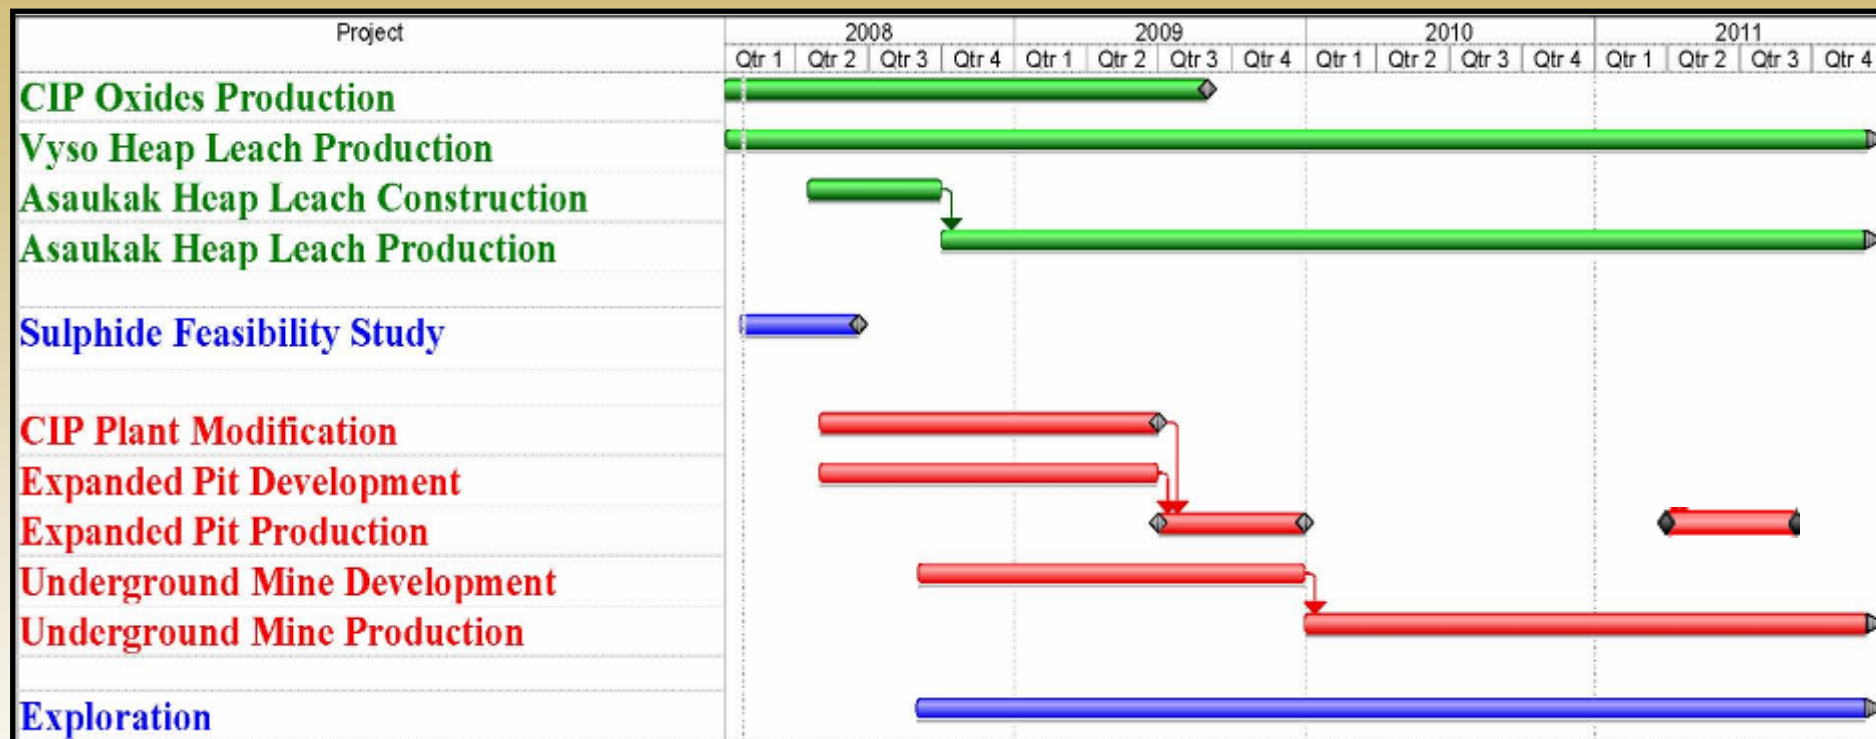 Project 2008 2009 2010 2011
Qtr 1 Qtr 2 Qtr 3 Qtr 4 Qtr 1 Qtr 2 Qtr 3 Qtr 4 Qtr 1 Qtr 2 Qtr 3 Qtr 4 Qtr 1 Qtr 2 Qtr 3 Qtr 4
CIP Oxides Production
Vyso Heap Leach Production
Asaukak Heap Leach Construction
Asaukak Heap Leach Production
Sulphide Feasibility Study
CIP Plant Modification
Expanded Pit Development
Expanded Pit Production
Underground Mine Development
Underground Mine Production
Exploration